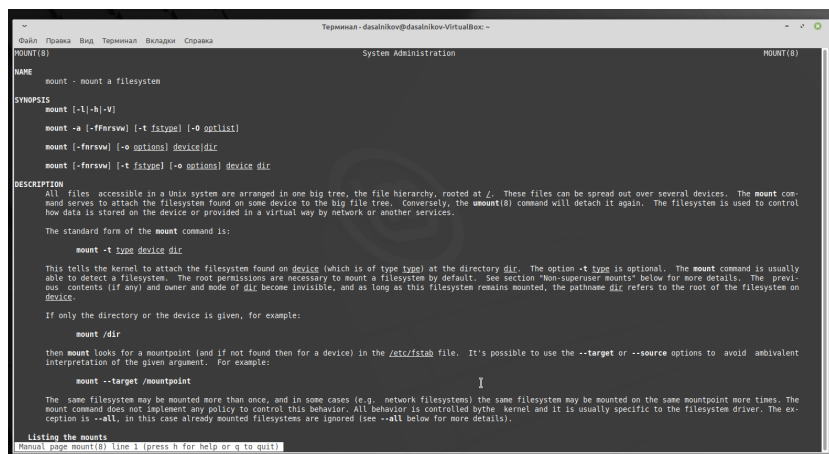 Терминал - dasalnikov@dasalnikov-VirtualBox: ~
Файл Правка Вид Терминал Вкладки Справка
MOUNT(8) System Administration MOUNT(8)
NAME
mount - mount a filesystem
SYNOPSIS
mount [-l|-h|-V]
mount -a [-fFnrsvw] [-t fstype] [-O optlist]
mount [-fnrsvw] [-o options] device|dir
mount [-fnrsvw] [-t fstype] [-o options] device dir
DESCRIPTION
All files accessible in a Unix system are arranged in one big tree, the file hierarchy, rooted at /. These files can be spread out over several devices. The mount com-
mand serves to attach the filesystem found on some device to the big file tree. Conversely, the umount(8) command will detach it again. The filesystem is used to control
how data is stored on the device or provided in a virtual way by network or another services.
The standard form of the mount command is:
mount -t type device dir
This tells the kernel to attach the filesystem found on device (which is of type type) at the directory dir. The option -t type is optional. The mount command is usually
able to detect a filesystem. The root permissions are necessary to mount a filesystem by default. See section "Non-superuser mounts" below for more details. The previ-
ous contents (if any) and owner and mode of dir become invisible, and as long as this filesystem remains mounted, the pathname dir refers to the root of the filesystem on
device.
If only the directory or the device is given, for example:
mount /dir
then mount looks for a mountpoint (and if not found then for a device) in the /etc/fstab file. It's possible to use the --target or --source options to avoid ambivalent
interpretation of the given argument. For example:
mount --target /mountpoint
The same filesystem may be mounted more than once, and in some cases (e.g. network filesystems) the same filesystem may be mounted on the same mountpoint more times. The
mount command does not implement any policy to control this behavior. All behavior is controlled bythe kernel and it is usually specific to the filesystem driver. The ex-
ception is --all, in this case already mounted filesystems are ignored (see --all below for more details).
Listing the mounts
Manual page mount(8) line 1 (press h for help or q to quit)